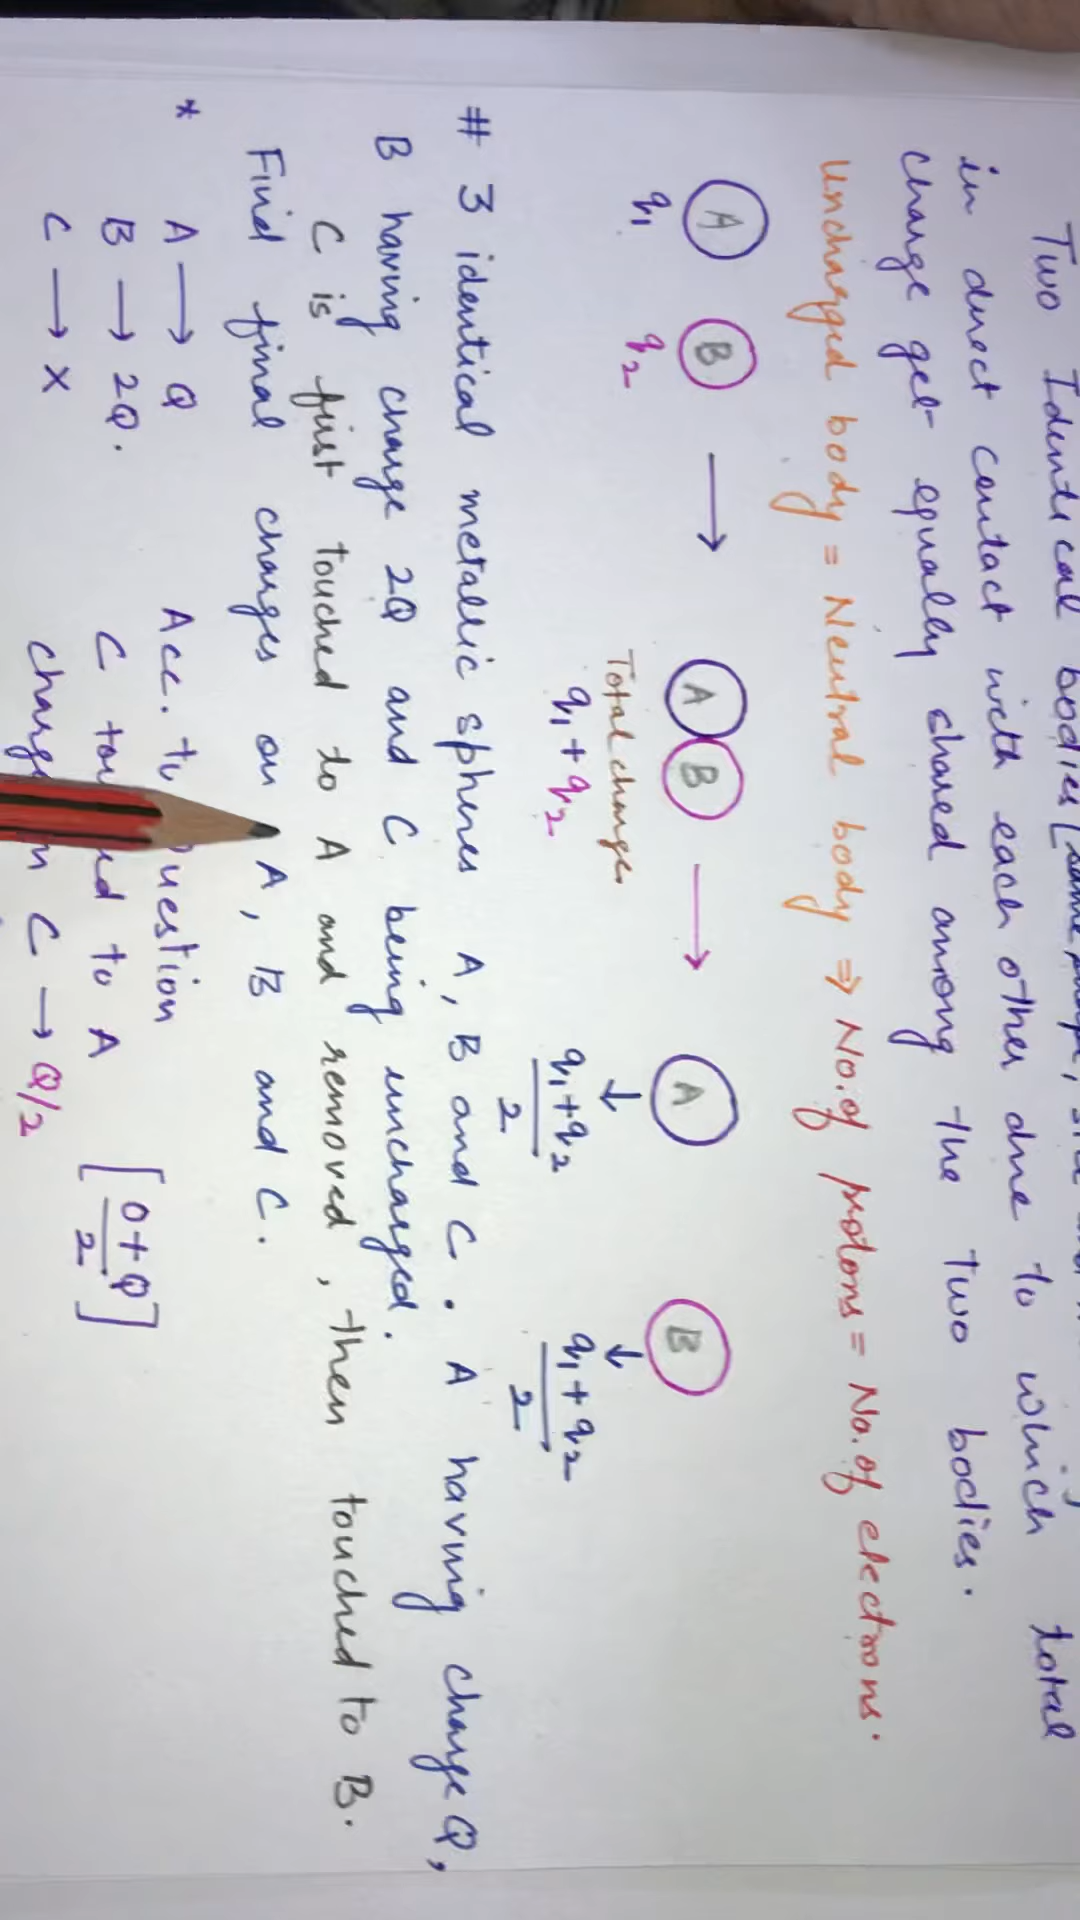 Two Identical bodies [same
in direct contact with each other due to which total
charge get equally shared among the two bodies.
Uncharged body = Neutral body ⇒ No. of protons = No. of electrons.
A B → A B → A B
q1 q2 Total charge. ↓ ↓
q1 + q2 (q1+q2)/2 (q1+q2)/2
# 3 identical metallic spheres A, B and C. A having charge Q,
B having charge 2Q and C being uncharged.
C is first touched to A and removed, then touched to B.
Find final charges on A, B and C.
* A → Q Acc. to
B → 2Q. C to A [(0+Q)/2]
C → X C → Q/2